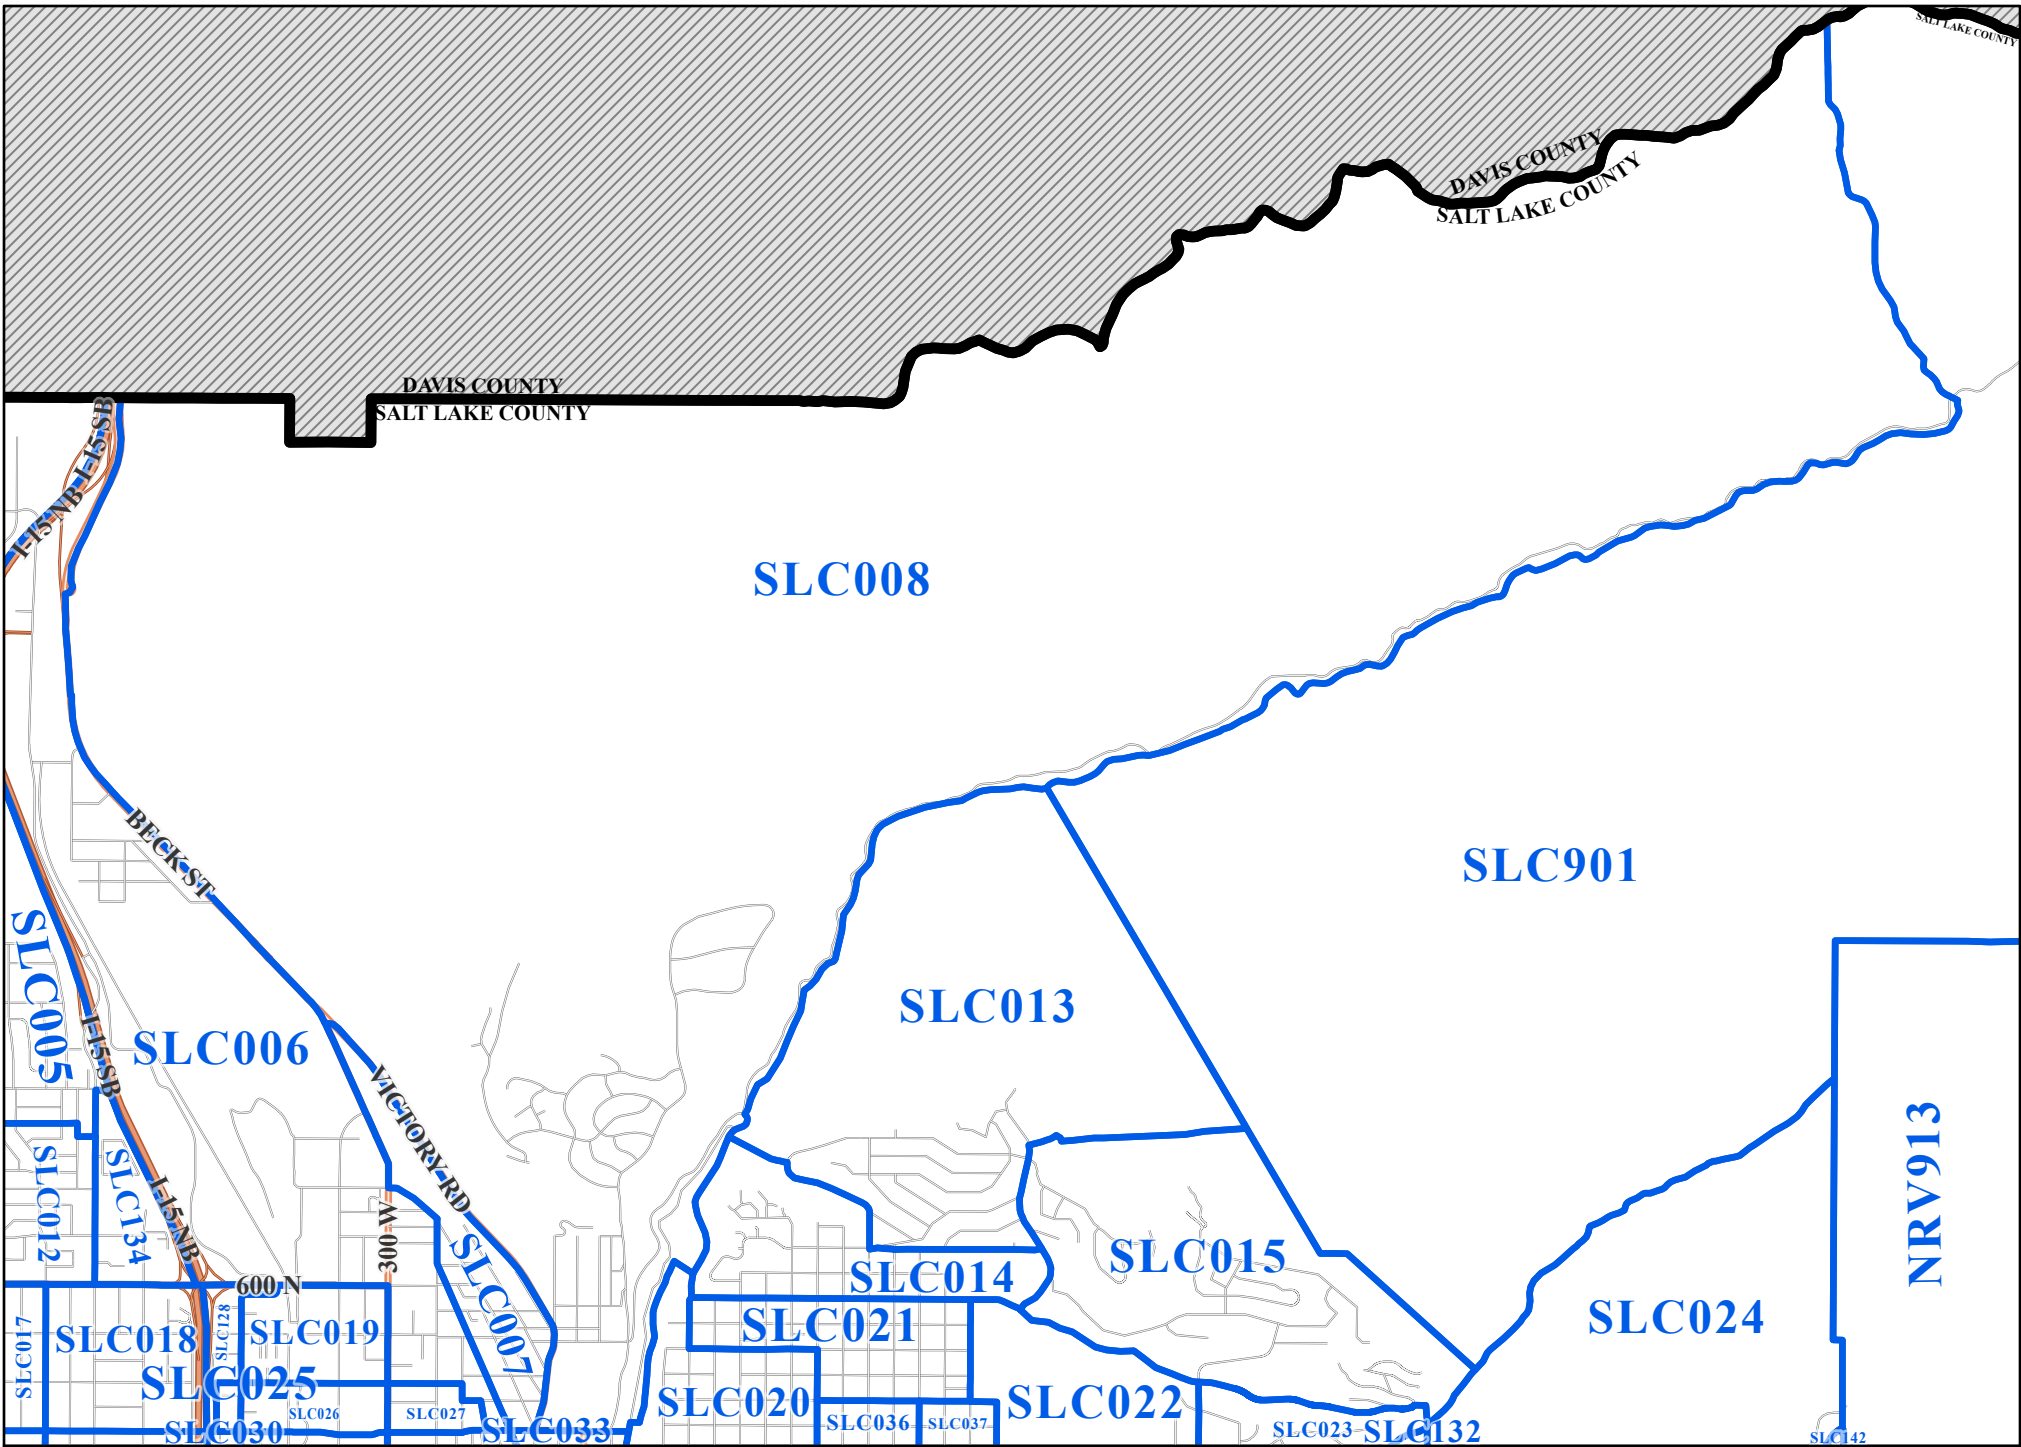 SALT LAKE COUNTY
DAVIS COUNTY
SALT LAKE COUNTY
DAVIS COUNTY
SALT LAKE COUNTY
I-15 SB
I-15 NB
SLC008
BECK ST
SLC901
SLC005
SLC013
I-15 SB
SLC006
VICTORY RD
NRV913
SLC012
SLC134
I-15 NB
300 W
SLC007
SLC015
600 N
SLC014
SLC024
SLC017
SLC018
SLC128
SLC019
SLC021
SLC025
SLC020
SLC022
SLC026
SLC027
SLC036
SLC037
SLC030
SLC033
SLC023
SLC132
SLC142